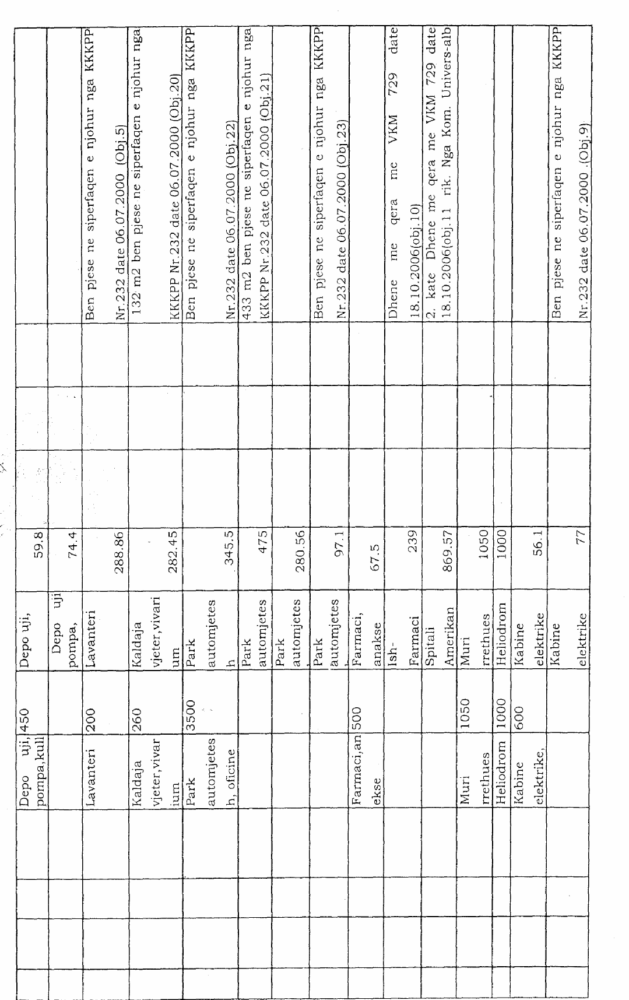 Depo uji, 450 Depo uji, 59.8
pompa,kull
Depo uji 74.4
pompa,
Lavanteri 200 Lavanteri Ben pjese ne siperfaqen e njohur nga KKKPP
288.86 Nr.232 date 06.07.2000 (Obj.5)
Kaldaja 260 Kaldaja 132 m2 ben pjese ne siperfaqen e njohur nga
vjeter,vivar vjeter,vivari
ium um 282.45 KKKPP Nr.232 date 06.07.2000 (Obj.20)
Park 3500 Park Ben pjese ne siperfaqen e njohur nga KKKPP
automjetes automjetes
h, oficine h 345.5 Nr.232 date 06.07.2000 (Obj.22)
Park 433 m2 ben pjese ne siperfaqen e njohur nga
automjetes 475 KKKPP Nr.232 date 06.07.2000 (Obj.21)
Park
automjetes 280.56
Park Ben pjese ne siperfaqen e njohur nga KKKPP
automjetes 97.1 Nr.232 date 06.07.2000 (Obj.23)
Farmaci,an 500 Farmaci,
ekse anakse 67.5
Ish- Dhene me qera me VKM 729 date
Farmaci 239 18.10.2006(obj.10)
Spitali 2. kate Dhene me qera me VKM 729 date
Amerikan 869.57 18.10.2006(obj.11 rik. Nga Kom. Univers-alb
Muri 1050 Muri
rrethues rrethues 1050
Heliodrom 1000 Heliodrom 1000
Kabine 600 Kabine
elektrike, elektrike 56.1
Kabine Ben pjese ne siperfaqen e njohur nga KKKPP
elektrike 77 Nr.232 date 06.07.2000 .(Obj.9)